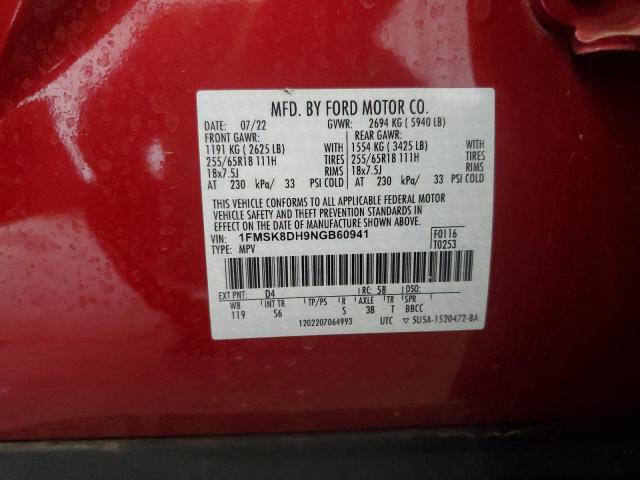 MFD. BY FORD MOTOR CO.
DATE: 07/22 GVWR: 2694 KG ( 5940 LB)
FRONT GAWR: REAR GAWR:
1191 KG ( 2625 LB) WITH 1554 KG ( 3425 LB) WITH
255/65R18 111H TIRES 255/65R18 111H TIRES
18x7.5J RIMS 18x7.5J RIMS
AT 230 kPa/ 33 PSI COLD AT 230 kPa/ 33 PSI COLD
THIS VEHICLE CONFORMS TO ALL APPLICABLE FEDERAL MOTOR
VEHICLE SAFETY AND THEFT PREVENTION STANDARDS IN
EFFECT ON THE DATE OF MANUFACTURE SHOWN ABOVE.
VIN: 1FMSK8DH9NGB60941 F0116
TYPE: MPV T0253
EXT PNT: D4 RC: 58 DSO:
WB INT TR TP/PS R AXLE TR SPR
119 S6 S 3B T BBCC
1202207064993 UTC ▽ 5U5A-1520472-BA